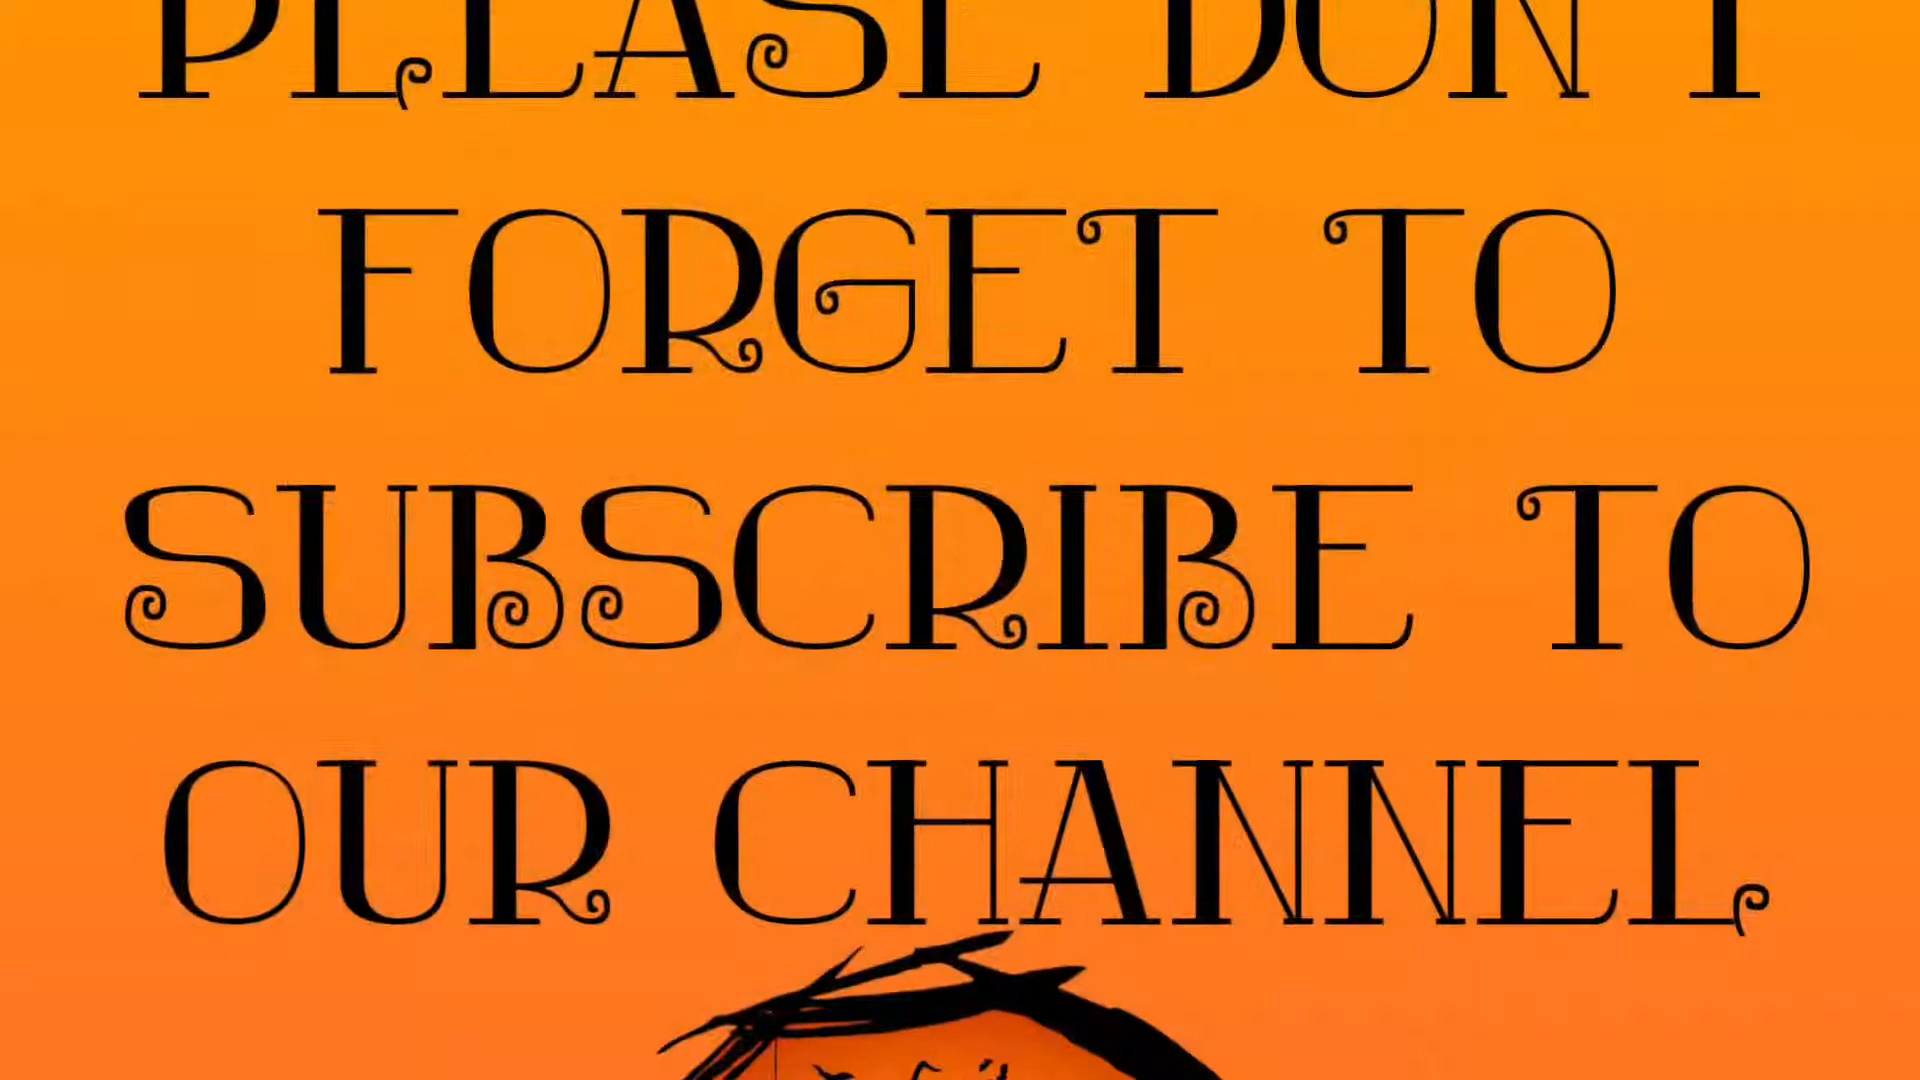 PLEASE DON'T
FORGET TO
SUBSCRIBE TO
OUR CHANNEL